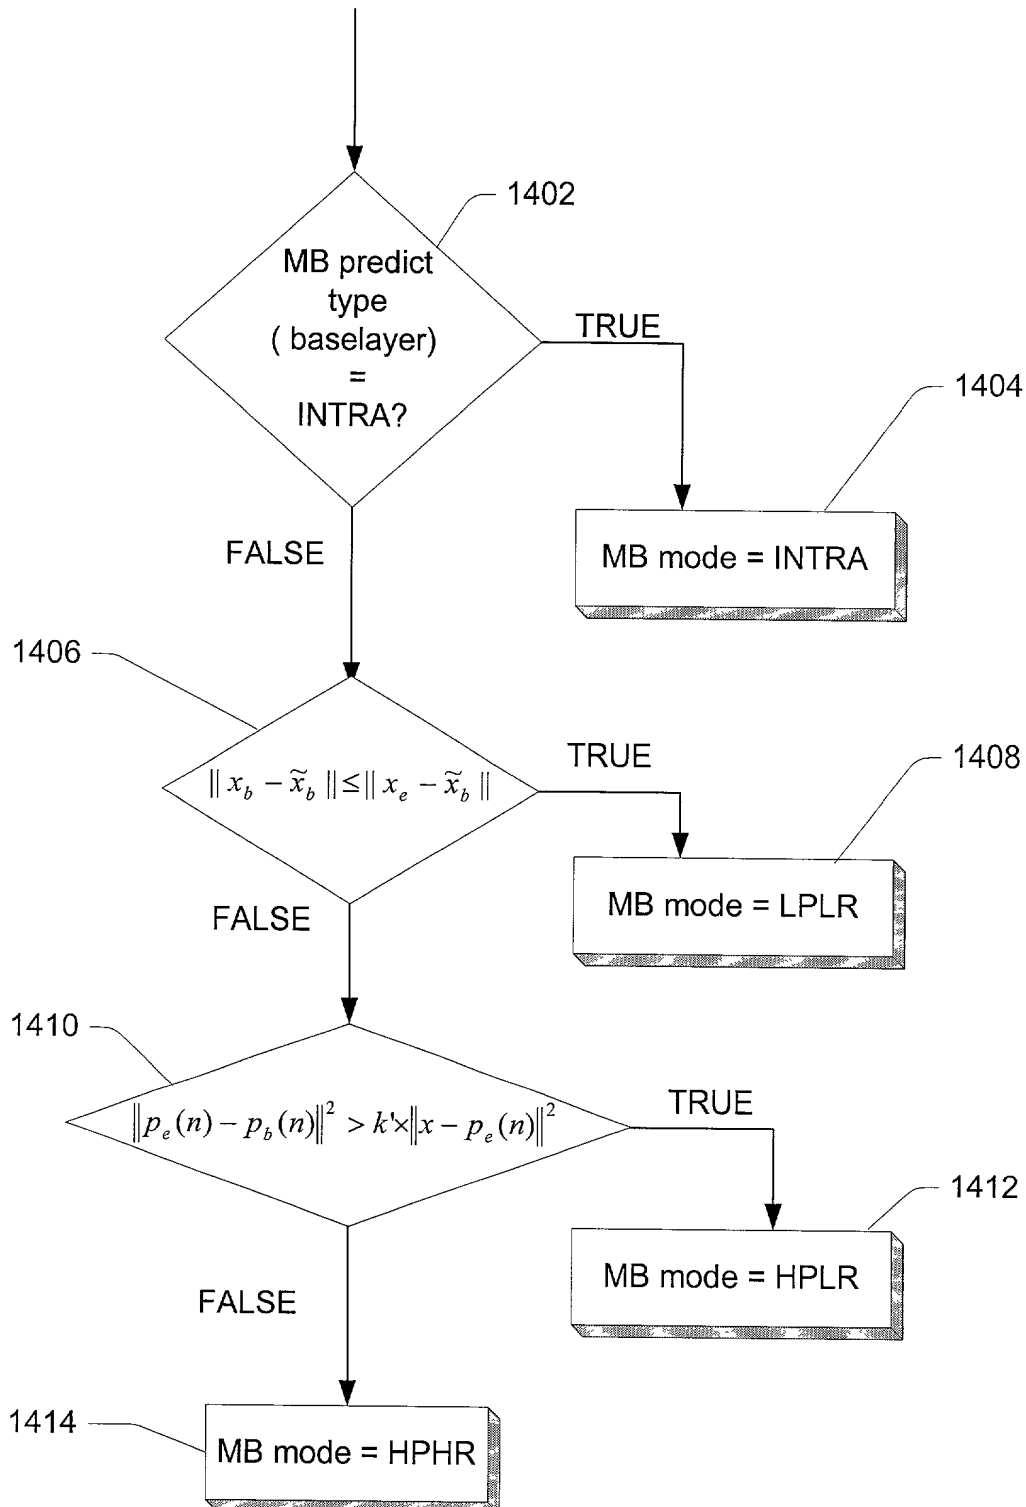 1402
MB predict
type
( baselayer)
=
INTRA?
TRUE
1404
MB mode = INTRA
FALSE
1406
|| x_b − x̃_b || ≤ || x_e − x̃_b ||
TRUE
1408
MB mode = LPLR
FALSE
1410
‖p_e(n) − p_b(n)‖² > k'×‖x − p_e(n)‖²
TRUE
1412
MB mode = HPLR
FALSE
1414
MB mode = HPHR